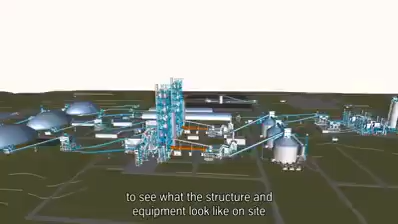 to see what the structure and
equipment look like on site